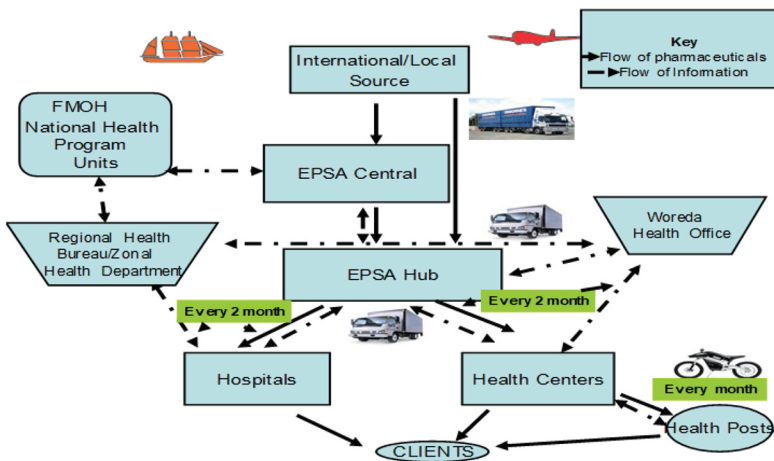 Key
Flow of pharmaceuticals
Flow of Information
International/Local
Source
FMOH
National Health
Program
Units
EPSA Central
Regional Health
Bureau/Zonal
Health Department
Woreda
Health Office
EPSA Hub
Every 2 month
Every 2 month
Hospitals
Health Centers
Every month
Health Posts
CLIENTS